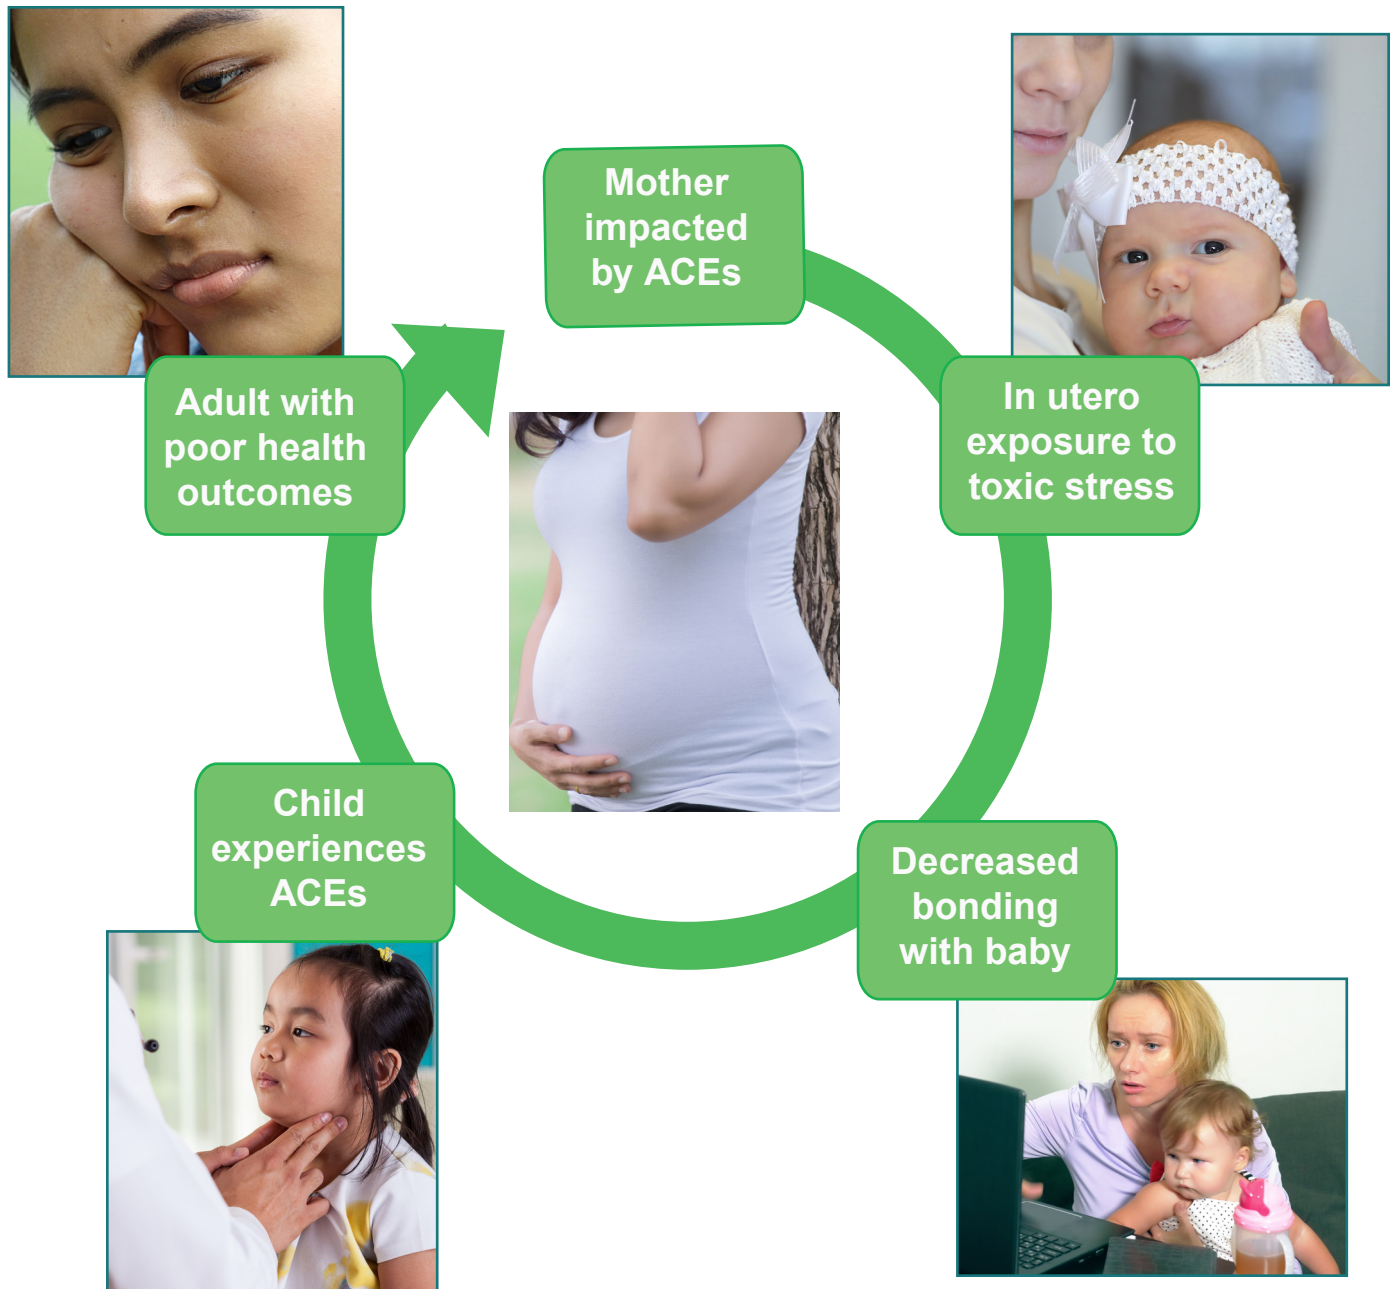 Mother
impacted
by ACEs
In utero
exposure to
toxic stress
Decreased
bonding
with baby
Child
experiences
ACEs
Adult with
poor health
outcomes